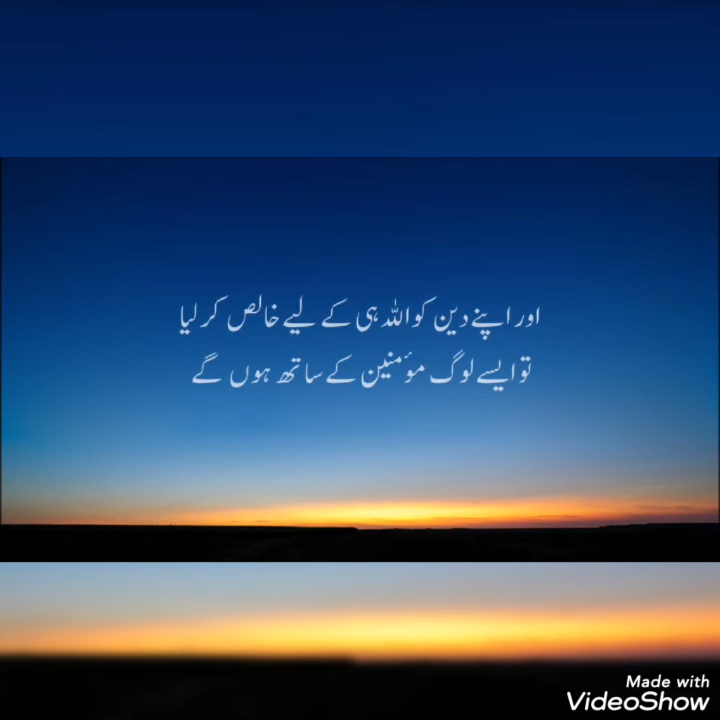 اور اپنے دین کو اللہ ہی کے لیے خالص کر لیا
تو ایسے لوگ مؤمنین کے ساتھ ہوں گے
Made with
VideoShow